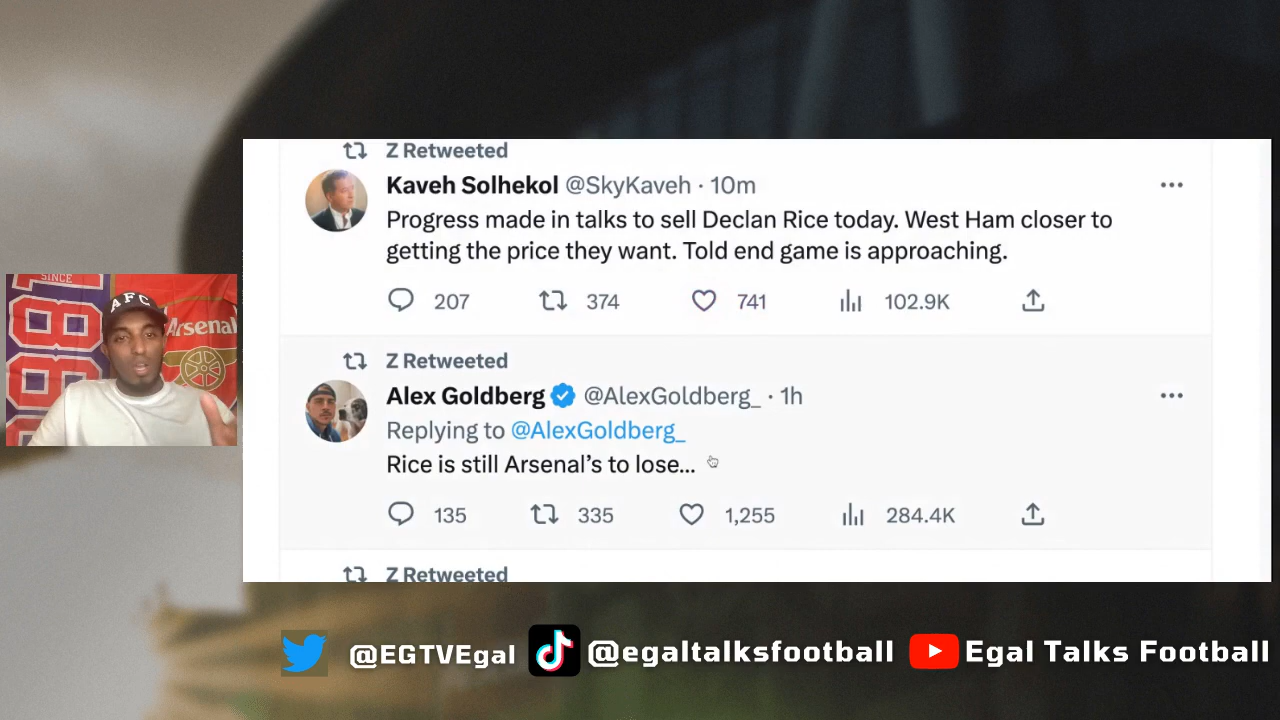 Z Retweeted
Kaveh Solhekol @SkyKaveh · 10m
Progress made in talks to sell Declan Rice today. West Ham closer to
getting the price they want. Told end game is approaching.
207 374 741 102.9K
Z Retweeted
Alex Goldberg @AlexGoldberg_ · 1h
Replying to @AlexGoldberg_
Rice is still Arsenal's to lose...
135 335 1,255 284.4K
Z Retweeted
SINCE
AFC
Arsenal
@EGTVEgal @egaltalksfootball Egal Talks Football